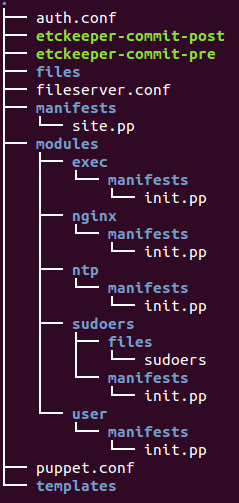 .
auth.conf
etckeeper-commit-post
etckeeper-commit-pre
files
fileserver.conf
manifests
site.pp
modules
exec
manifests
init.pp
nginx
manifests
init.pp
ntp
manifests
init.pp
sudoers
files
sudoers
manifests
init.pp
user
manifests
init.pp
puppet.conf
templates